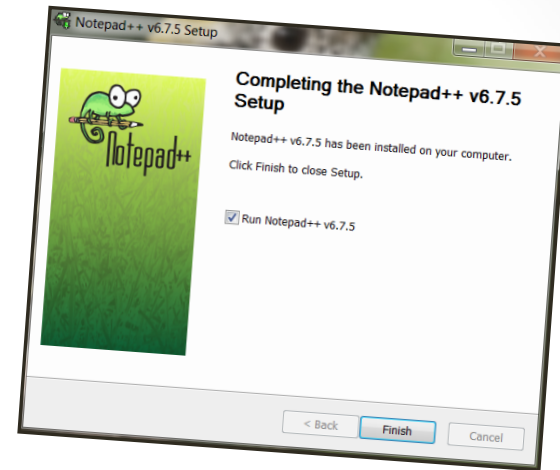 Notepad++ v6.7.5 Setup
Notepad++
Completing the Notepad++ v6.7.5
Setup
Notepad++ v6.7.5 has been installed on your computer.
Click Finish to close Setup.
Run Notepad++ v6.7.5
< Back
Finish
Cancel